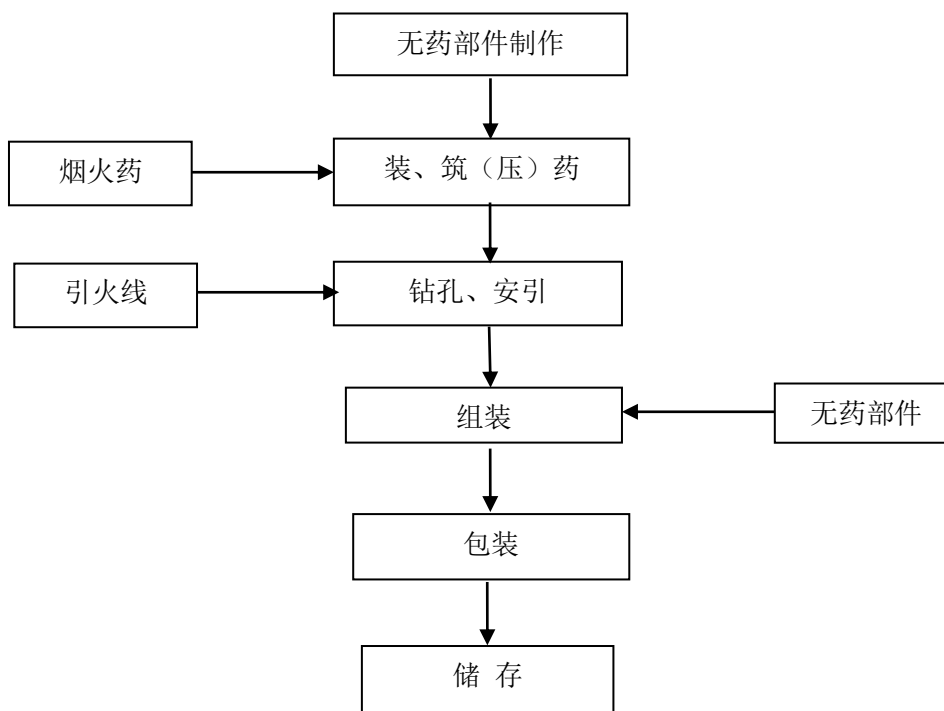 无药部件制作
烟火药
装、筑（压）药
引火线
钻孔、安引
组装
无药部件
包装
储 存